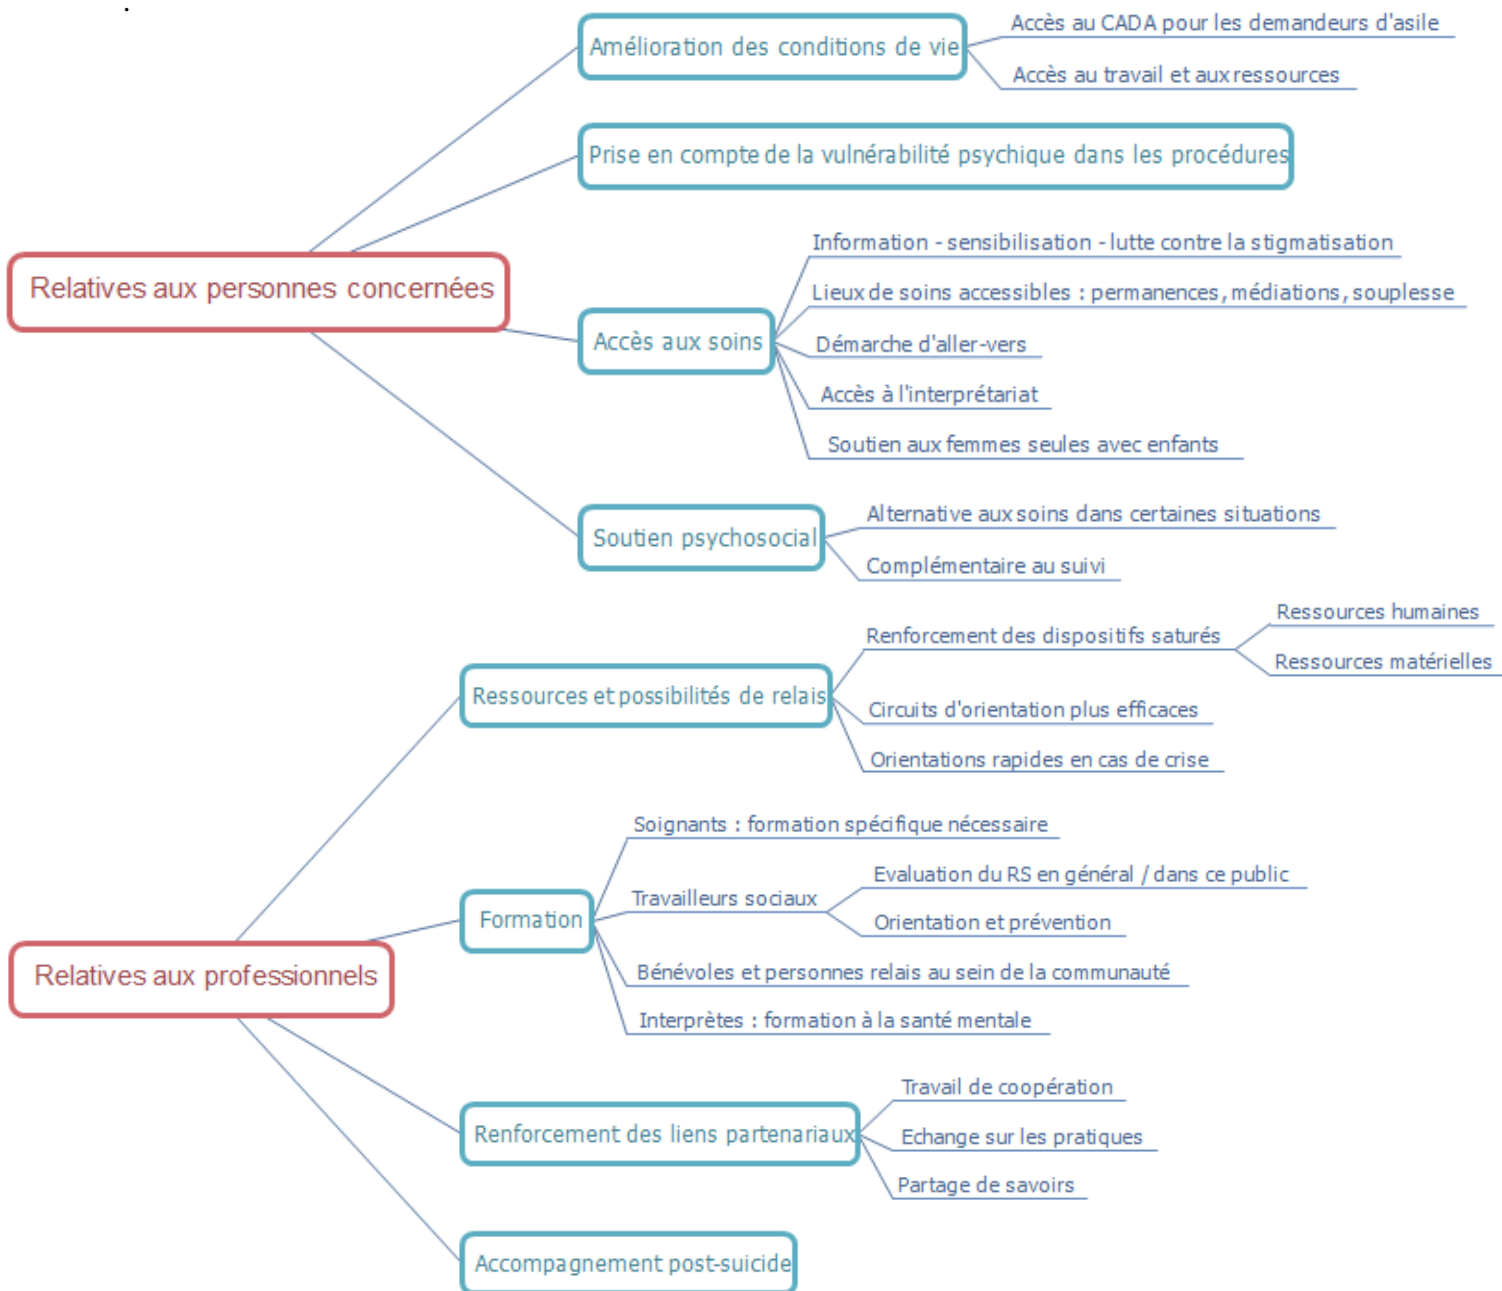 Relatives aux personnes concernées
Amélioration des conditions de vie
Accès au CADA pour les demandeurs d'asile
Accès au travail et aux ressources
Prise en compte de la vulnérabilité psychique dans les procédures
Accès aux soins
Information - sensibilisation - lutte contre la stigmatisation
Lieux de soins accessibles : permanences, médiations, souplesse
Démarche d'aller-vers
Accès à l'interprétariat
Soutien aux femmes seules avec enfants
Soutien psychosocial
Alternative aux soins dans certaines situations
Complémentaire au suivi
Relatives aux professionnels
Ressources et possibilités de relais
Renforcement des dispositifs saturés
Ressources humaines
Ressources matérielles
Circuits d'orientation plus efficaces
Orientations rapides en cas de crise
Formation
Soignants : formation spécifique nécessaire
Travailleurs sociaux
Evaluation du RS en général / dans ce public
Orientation et prévention
Bénévoles et personnes relais au sein de la communauté
Interprètes : formation à la santé mentale
Renforcement des liens partenariaux
Travail de coopération
Echange sur les pratiques
Partage de savoirs
Accompagnement post-suicide